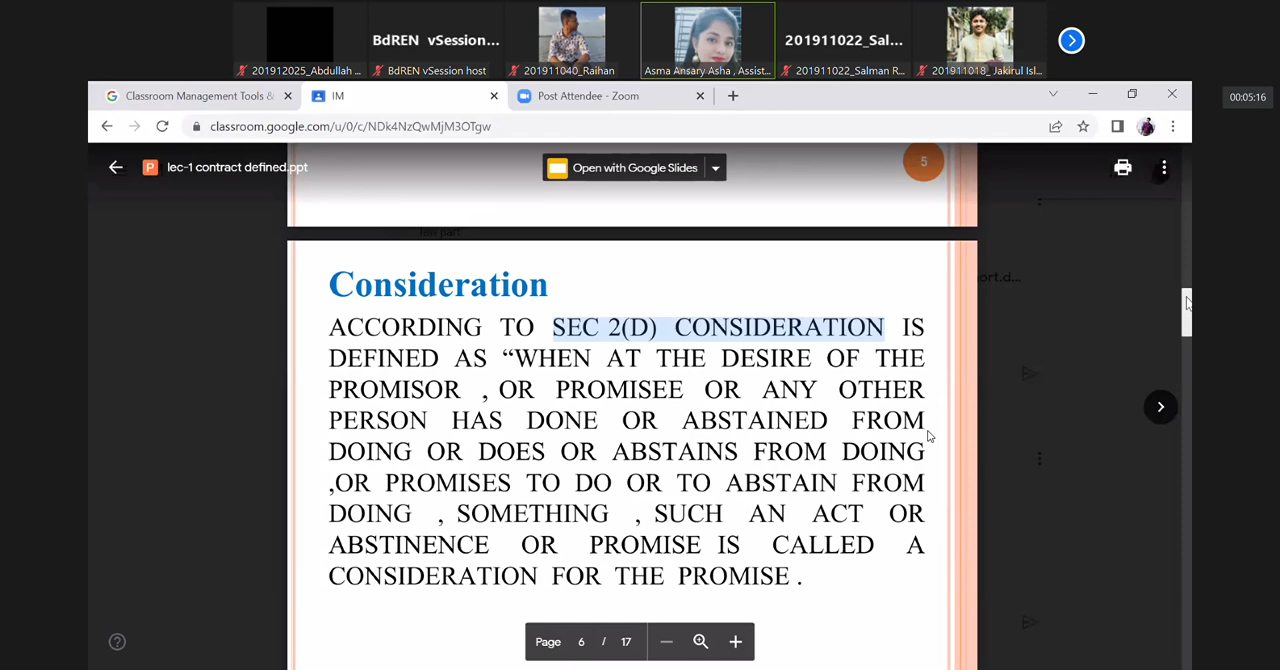 BdREN vSession...
201911022_Sal...
201912025_Abdullah ...
BdREN vSession host
201911040_Raihan
Asma Ansary Asha , Assist...
201911022_Salman R...
201911018_ Jakirul Isl...
00:05:16
Classroom Management Tools &
IM
Post Attendee - Zoom
classroom.google.com/u/0/c/NDk4NzQwMjM3OTgw
lec-1 contract defined.ppt
Open with Google Slides
5
law part
ort.d...
Consideration
ACCORDING TO SEC 2(D) CONSIDERATION IS
DEFINED AS “WHEN AT THE DESIRE OF THE
PROMISOR , OR PROMISEE OR ANY OTHER
PERSON HAS DONE OR ABSTAINED FROM
DOING OR DOES OR ABSTAINS FROM DOING
,OR PROMISES TO DO OR TO ABSTAIN FROM
DOING , SOMETHING , SUCH AN ACT OR
ABSTINENCE OR PROMISE IS CALLED A
CONSIDERATION FOR THE PROMISE .
Page 6 / 17